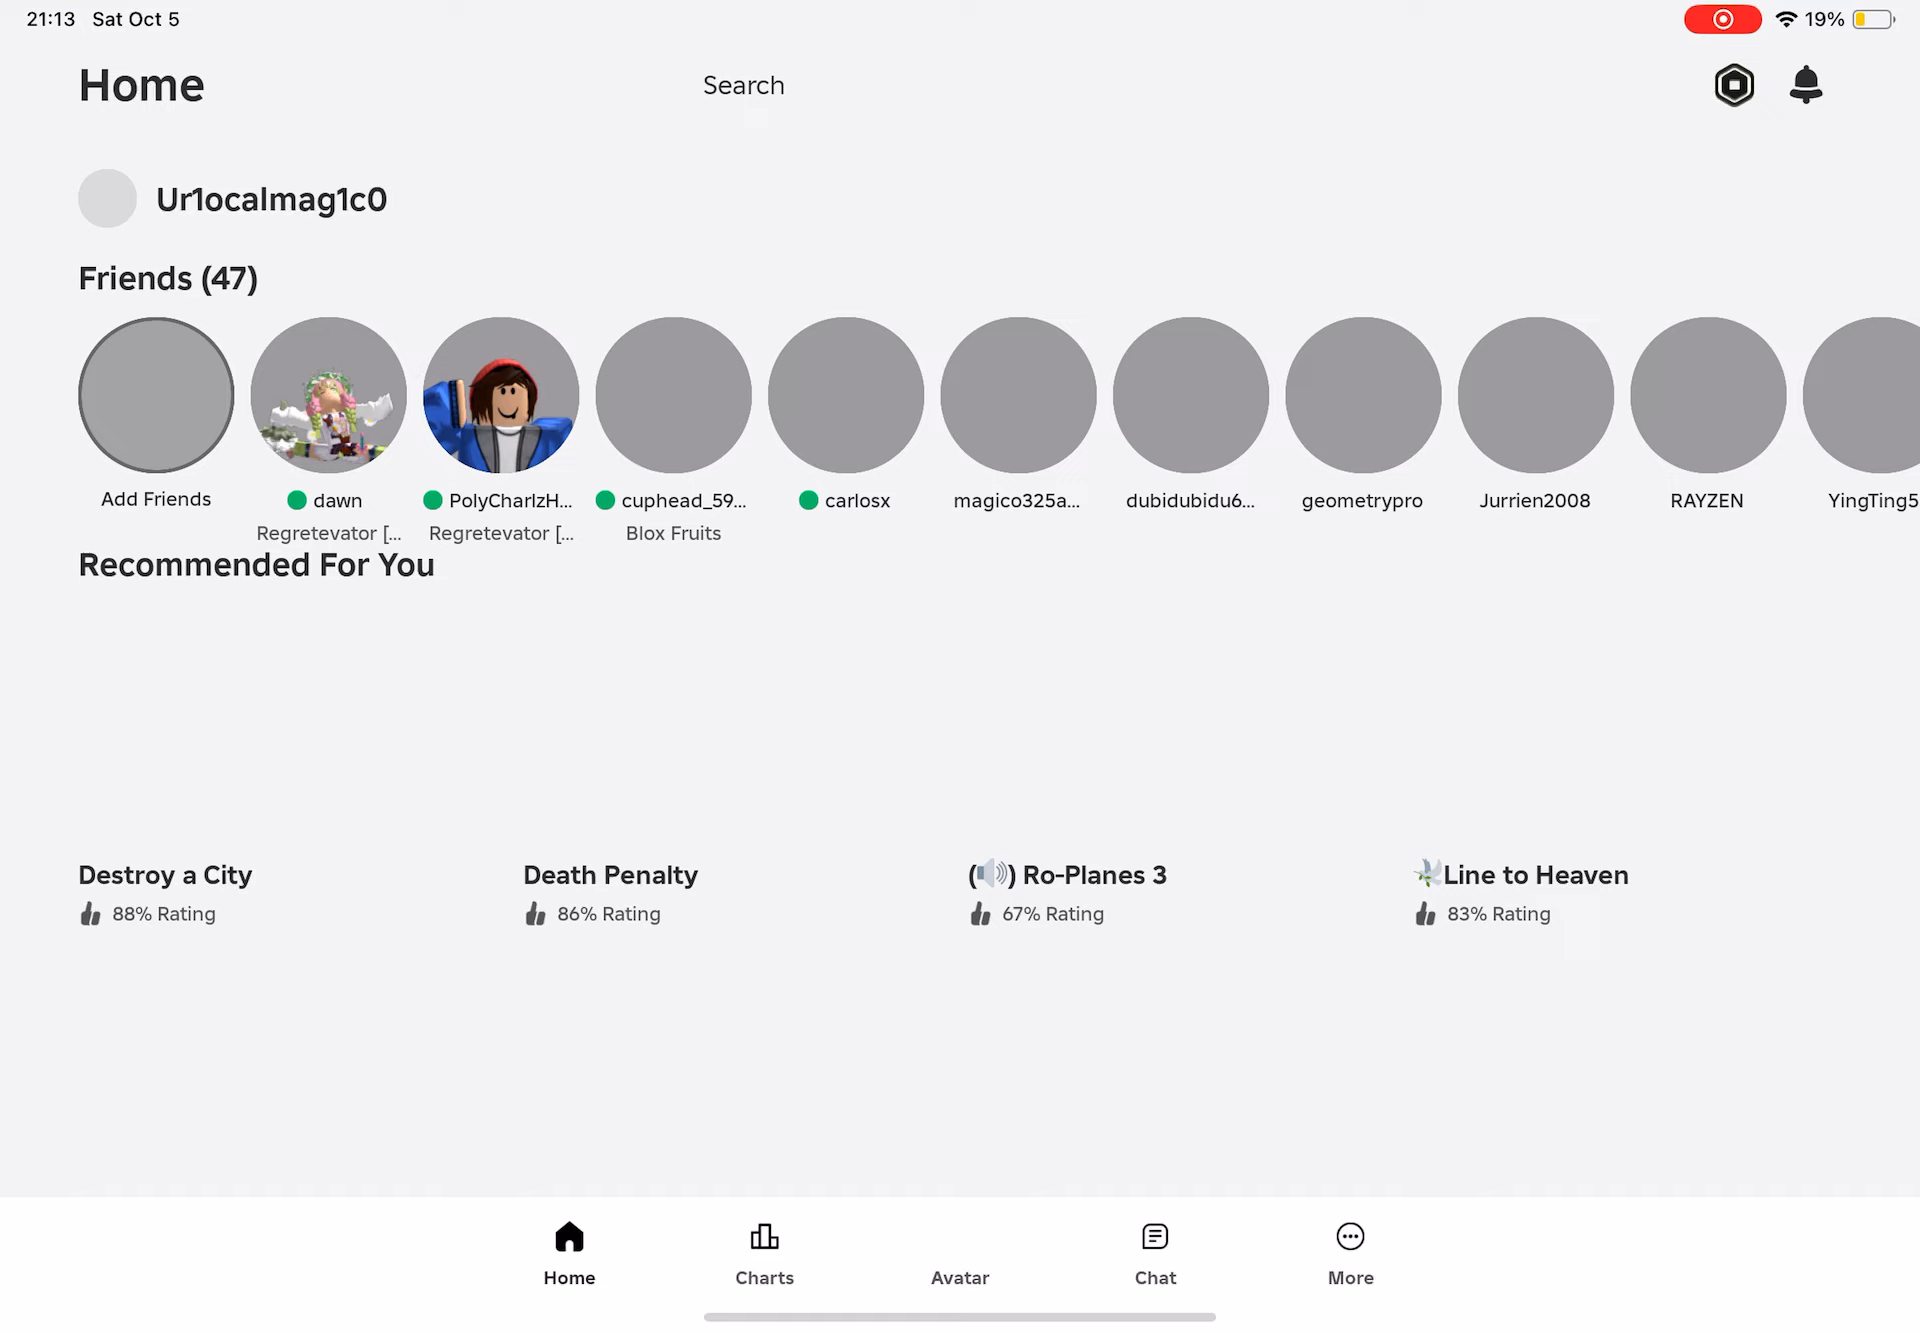 21:13 Sat Oct 5
19%
Home
Search
Ur1ocalmag1c0
Friends (47)
Add Friends
dawn
PolyCharIzH...
cuphead_59...
carlosx
magico325a...
dubidubidu6...
geometrypro
Jurrien2008
RAYZEN
YingTing5
Regretevator [...
Regretevator [...
Blox Fruits
Recommended For You
Destroy a City
Death Penalty
(🔊) Ro-Planes 3
🕊️Line to Heaven
88% Rating
86% Rating
67% Rating
83% Rating
Home
Charts
Avatar
Chat
More